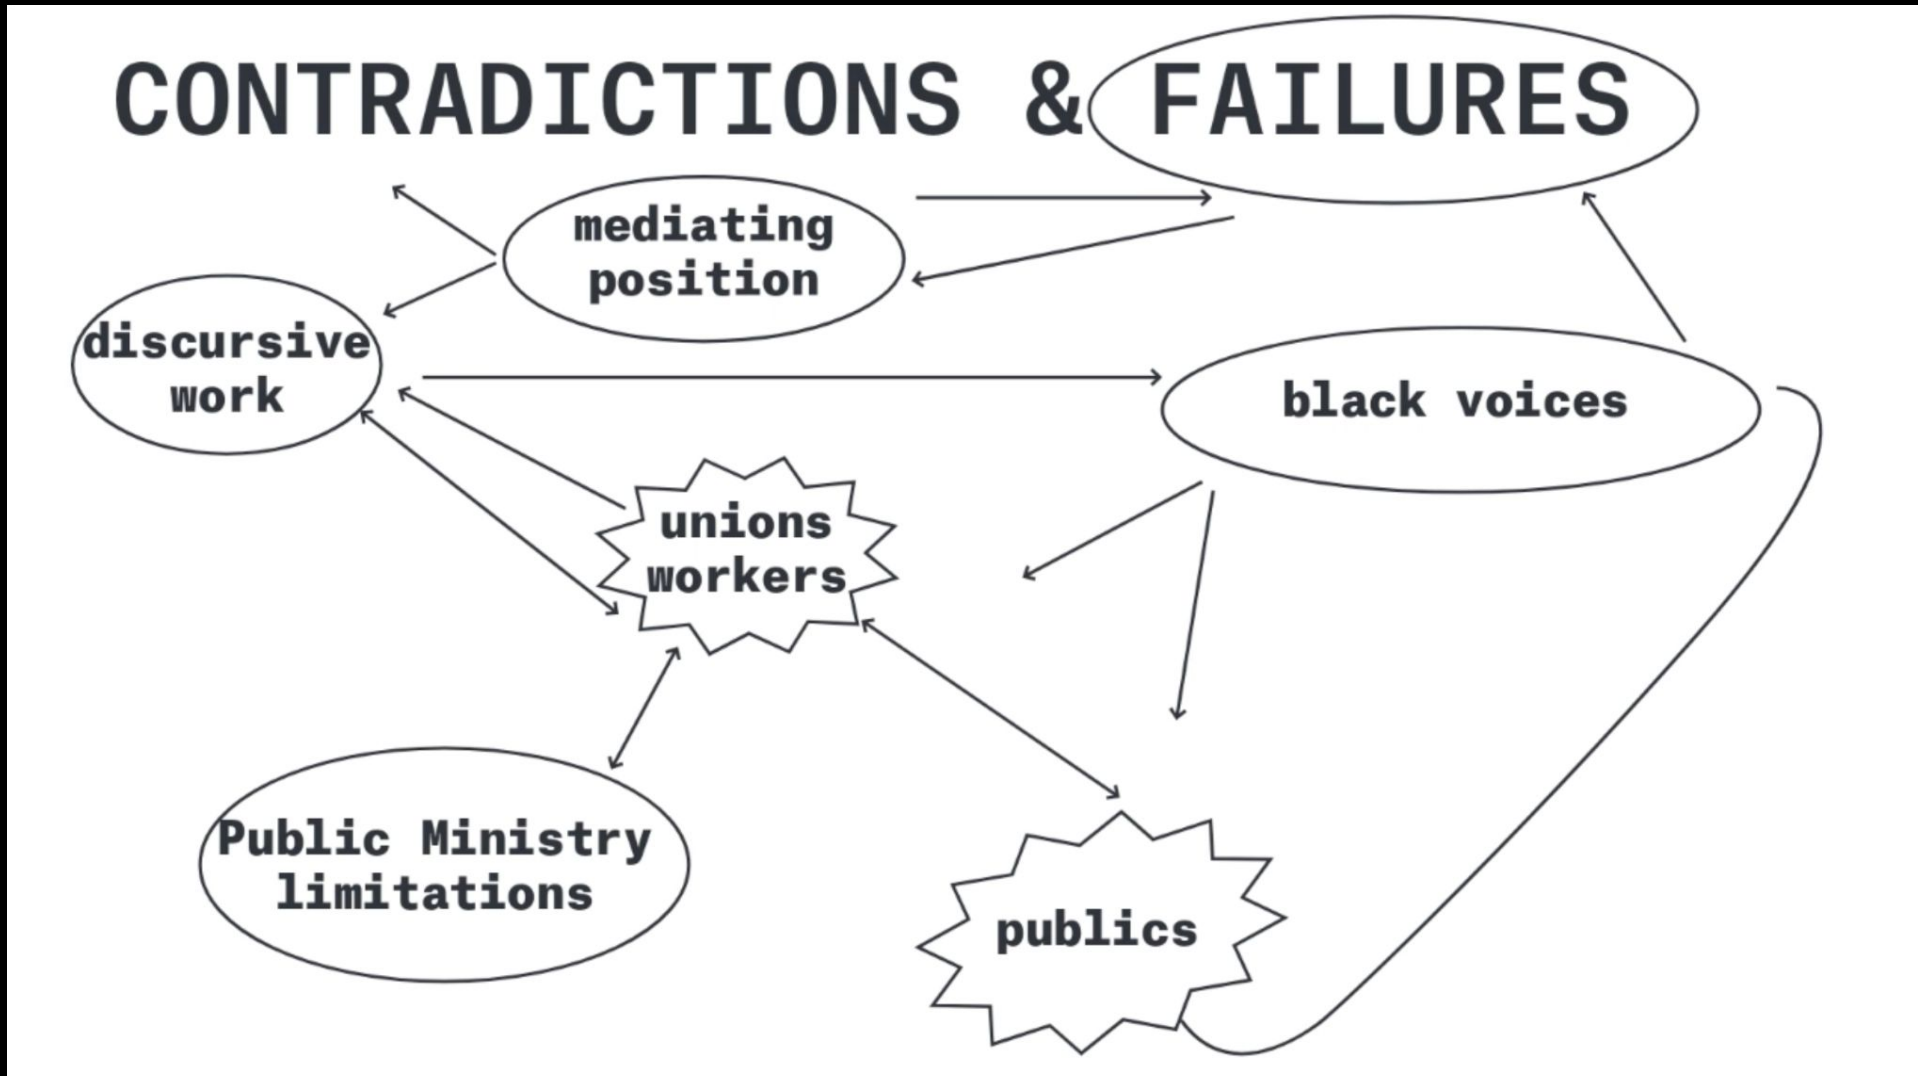 CONTRADICTIONS & FAILURES
mediating
position
discursive
work
black voices
unions
workers
Public Ministry
limitations
publics